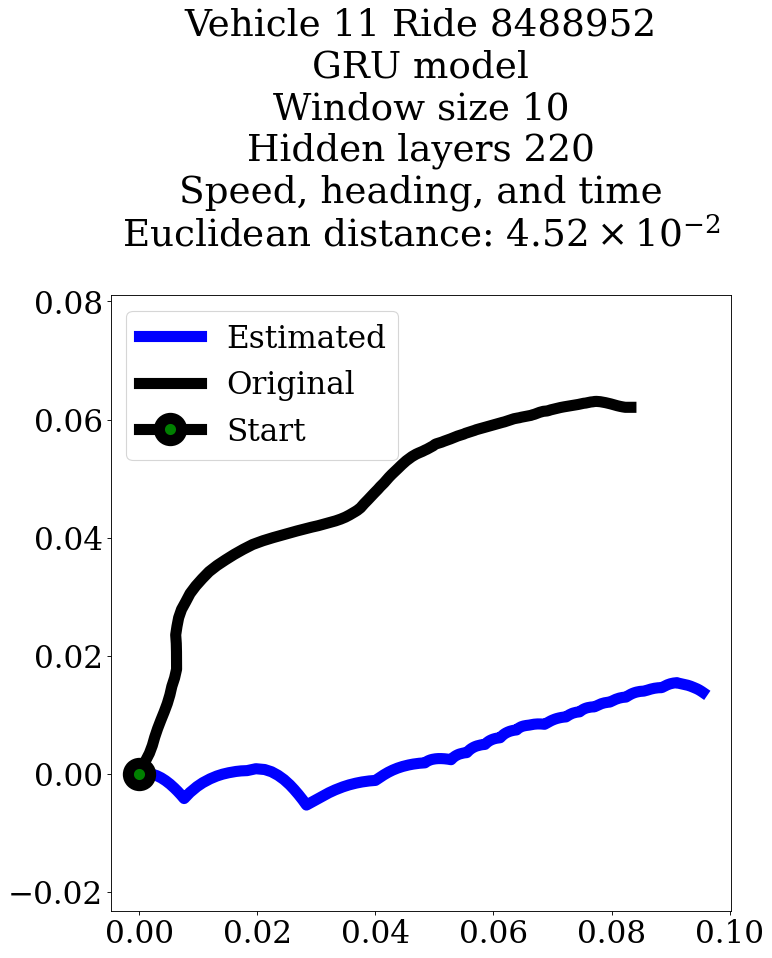 Vehicle 11 Ride 8488952
GRU model
Window size 10
Hidden layers 220
Speed, heading, and time
Euclidean distance: 4.52 × 10⁻²
Estimated
Original
Start
0.08
0.06
0.04
0.02
0.00
−0.02
0.00 0.02 0.04 0.06 0.08 0.10